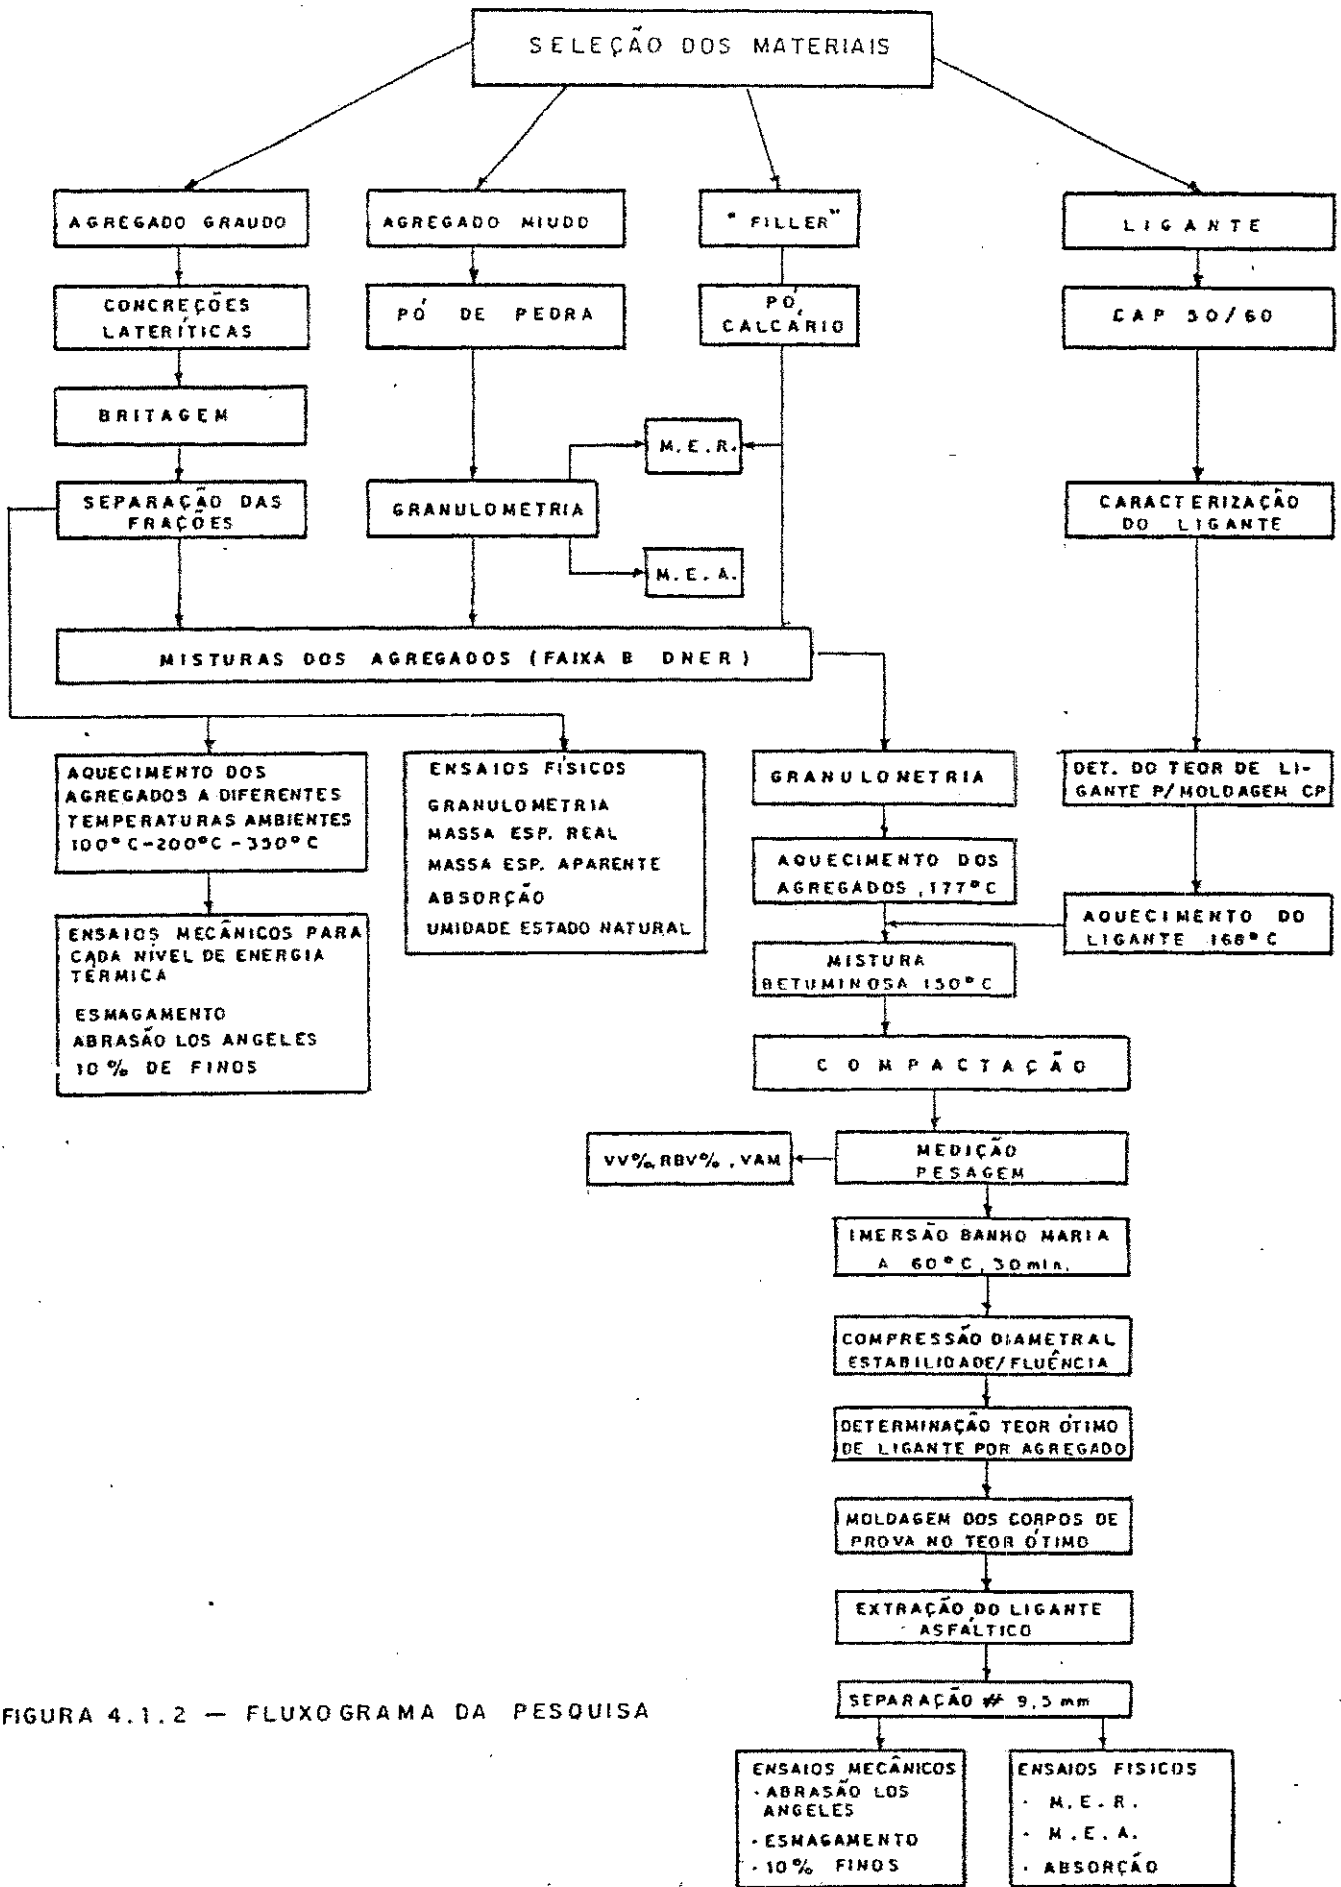 SELEÇÃO DOS MATERIAIS
AGREGADO GRAUDO
AGREGADO MIUDO
" FILLER"
LIGANTE
CONCREÇÕES
LATERÍTICAS
PÓ DE PEDRA
PÓ
CALCÁRIO
CAP 50/60
BRITAGEM
M.E.R.
SEPARAÇÃO DAS
FRAÇÕES
GRANULOMETRIA
CARACTERIZAÇÃO
DO LIGANTE
M.E.A.
MISTURAS DOS AGREGADOS (FAIXA B DNER)
AQUECIMENTO DOS
AGREGADOS A DIFERENTES
TEMPERATURAS AMBIENTES
100°C-200°C-350°C
ENSAIOS FÍSICOS
GRANULOMETRIA
MASSA ESP. REAL
MASSA ESP. APARENTE
ABSORÇÃO
UMIDADE ESTADO NATURAL
GRANULOMETRIA
DET. DO TEOR DE LI-
GANTE P/MOLDAGEM CP
AQUECIMENTO DOS
AGREGADOS ,177°C
ENSAIOS MECÂNICOS PARA
CADA NÍVEL DE ENERGIA
TÉRMICA
ESMAGAMENTO
ABRASÃO LOS ANGELES
10% DE FINOS
AQUECIMENTO DO
LIGANTE 168°C
MISTURA
BETUMINOSA 150°C
COMPACTAÇÃO
VV%,RBV%,VAM
MEDIÇÃO
PESAGEM
IMERSÃO BANHO MARIA
A 60°C, 30min.
COMPRESSÃO DIAMETRAL
ESTABILIDADE/FLUÊNCIA
DETERMINAÇÃO TEOR ÓTIMO
DE LIGANTE POR AGREGADO
MOLDAGEM DOS CORPOS DE
PROVA NO TEOR ÓTIMO
EXTRAÇÃO DO LIGANTE
ASFÁLTICO
SEPARAÇÃO # 9,5mm
FIGURA 4.1.2 — FLUXOGRAMA DA PESQUISA
ENSAIOS MECÂNICOS
·ABRASÃO LOS
ANGELES
·ESMAGAMENTO
·10% FINOS
ENSAIOS FISICOS
· M.E.R.
· M.E.A.
· ABSORÇÃO